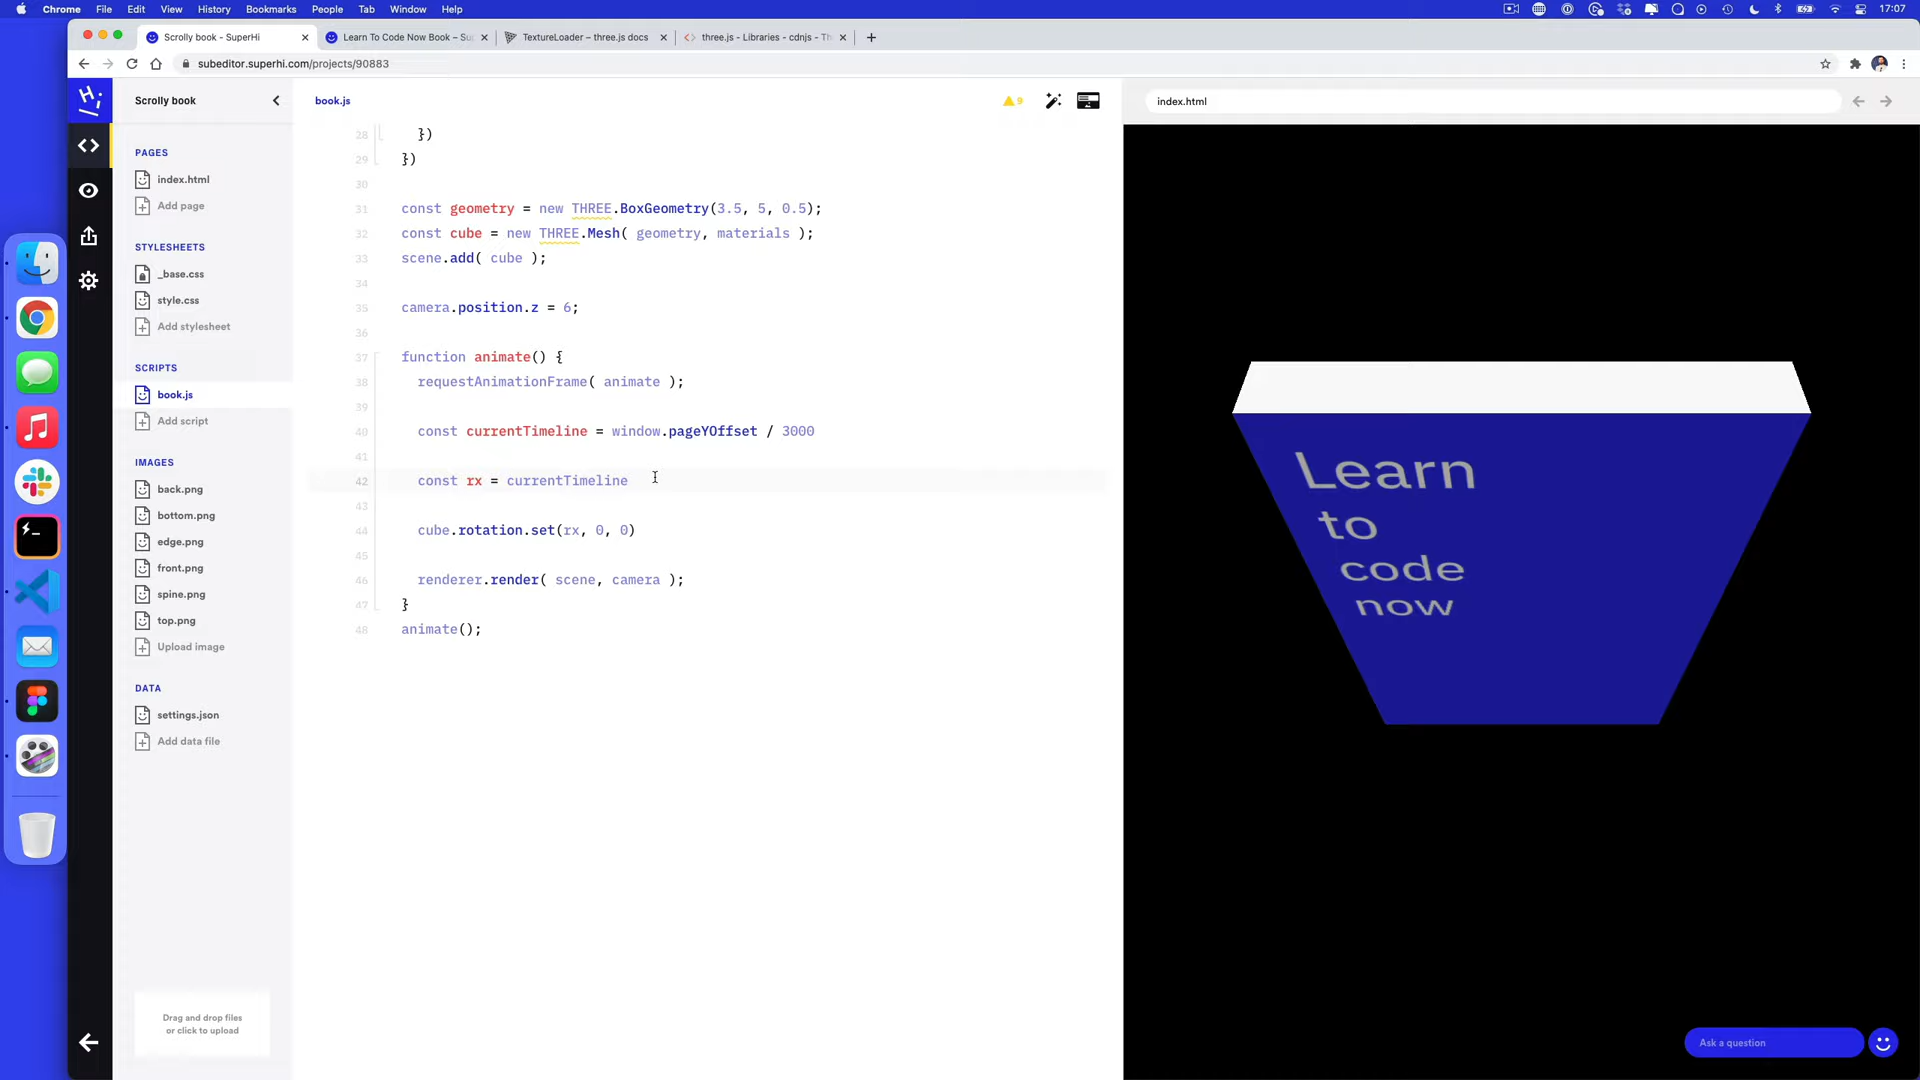 Chrome File Edit View History Bookmarks People Tab Window Help 17:07
Scrolly book - SuperHi
Learn To Code Now Book – Sup
TextureLoader – three.js docs
three.js - Libraries - cdnjs - Th
subeditor.superhi.com/projects/90883
Hi
Scrolly book
PAGES
index.html
Add page
STYLESHEETS
_base.css
style.css
Add stylesheet
SCRIPTS
book.js
Add script
IMAGES
back.png
bottom.png
edge.png
front.png
spine.png
top.png
Upload image
DATA
settings.json
Add data file
Drag and drop files
or click to upload
book.js
9
28 })
29 })
30
31 const geometry = new THREE.BoxGeometry(3.5, 5, 0.5);
32 const cube = new THREE.Mesh( geometry, materials );
33 scene.add( cube );
34
35 camera.position.z = 6;
36
37 function animate() {
38 requestAnimationFrame( animate );
39
40 const currentTimeline = window.pageYOffset / 3000
41
42 const rx = currentTimeline
43
44 cube.rotation.set(rx, 0, 0)
45
46 renderer.render( scene, camera );
47 }
48 animate();
index.html
Learn
to
code
now
Ask a question